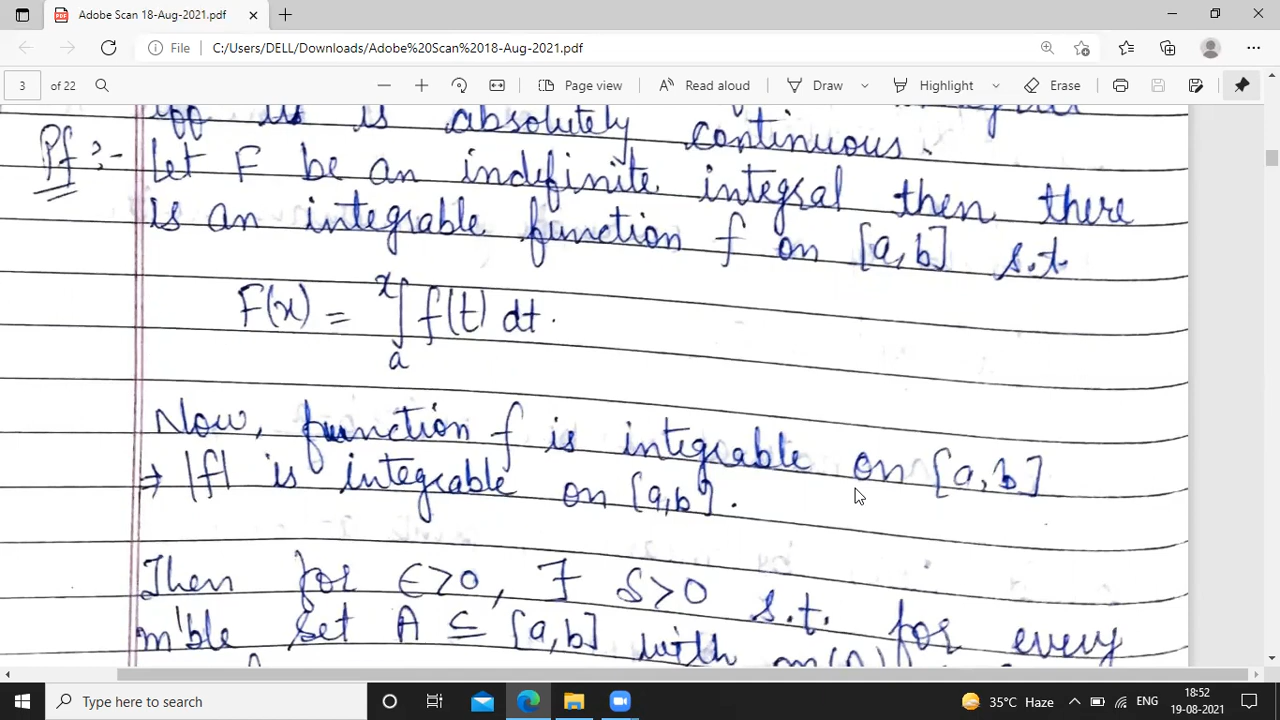 Adobe Scan 18-Aug-2021.pdf
File C:/Users/DELL/Downloads/Adobe%20Scan%2018-Aug-2021.pdf
3 of 22 Page view Read aloud Draw Highlight Erase
iff it is absolutely continuous.
Pf:- Let F be an indefinite integral then there
is an integrable function f on [a,b] s.t
F(x) = ∫ₐˣ f(t) dt.
Now, function f is integrable on [a,b]
⇒ |f| is integrable on [a,b].
Then for ϵ>0, ∃ δ>0 s.t. for every
m'ble set A ⊆ [a,b] with m(A)
Type here to search
35°C Haze ENG 18:52
19-08-2021